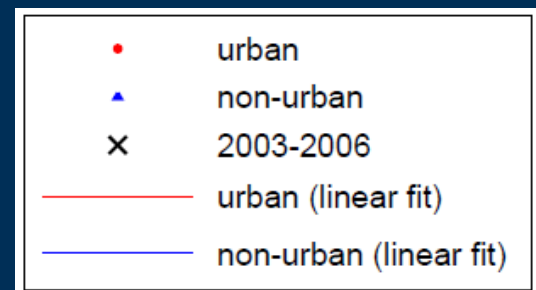 urban
non-urban
2003-2006
urban (linear fit)
non-urban (linear fit)